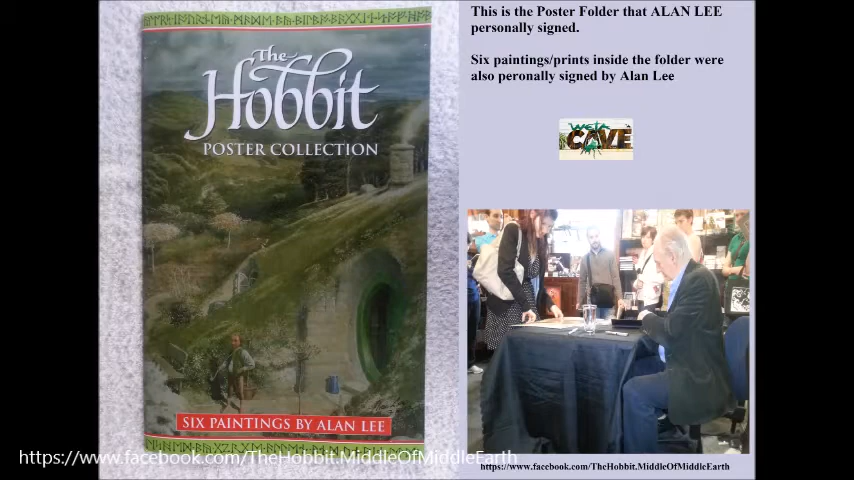 The
Hobbit
POSTER COLLECTION
SIX PAINTINGS BY ALAN LEE
This is the Poster Folder that ALAN LEE
personally signed.
Six paintings/prints inside the folder were
also peronally signed by Alan Lee
WETA
CAVE
https://www.facebook.com/TheHobbit.MiddleOfMiddleEarth
https://www.facebook.com/TheHobbit.MiddleOfMiddleEarth